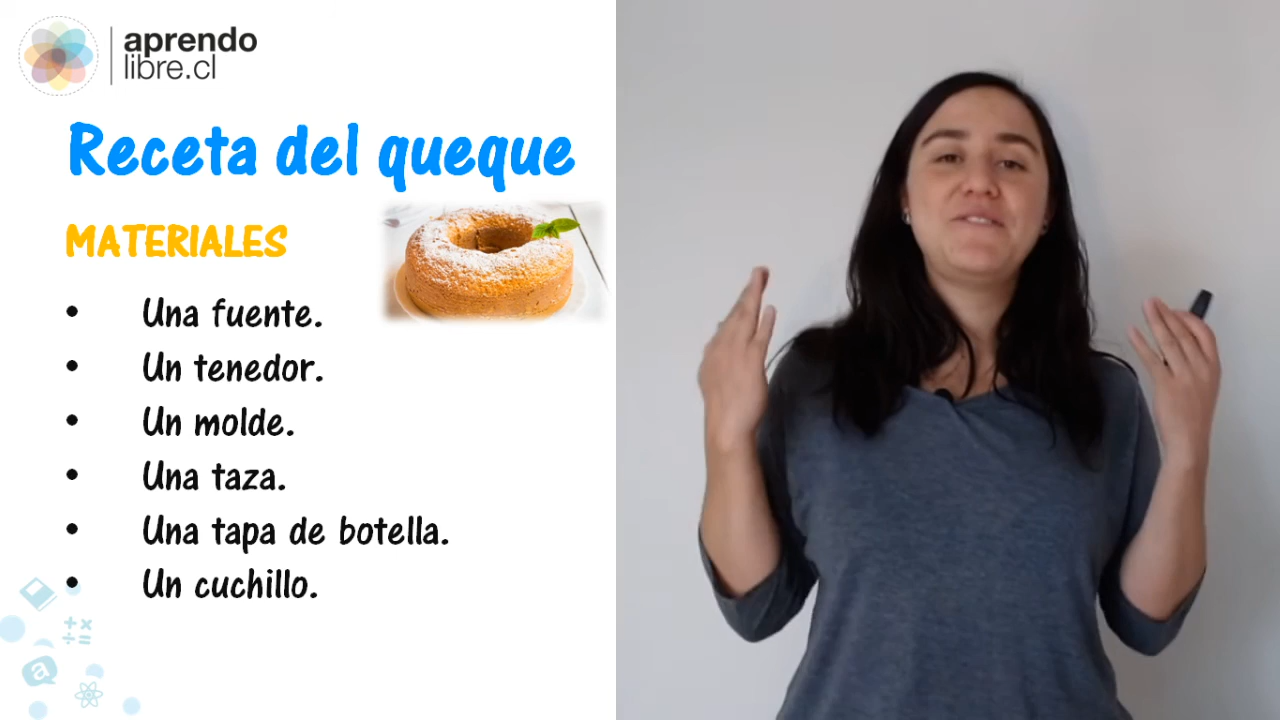 aprendo
libre.cl
Receta del queque
MATERIALES
• Una fuente.
• Un tenedor.
• Un molde.
• Una taza.
• Una tapa de botella.
• Un cuchillo.